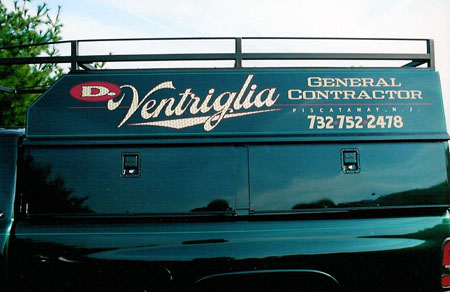 D. Ventriglia
GENERAL
CONTRACTOR
PISCATAWAY, N.J.
732 752-2478